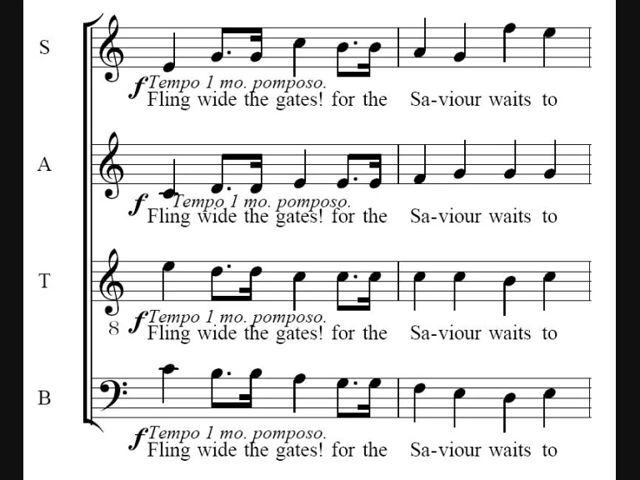 S
f Tempo 1 mo. pomposo.
Fling wide the gates! for the Sa-viour waits to
A
f Tempo 1 mo. pomposo.
Fling wide the gates! for the Sa-viour waits to
T
8 f Tempo 1 mo. pomposo.
Fling wide the gates! for the Sa-viour waits to
B
f Tempo 1 mo. pomposo.
Fling wide the gates! for the Sa-viour waits to